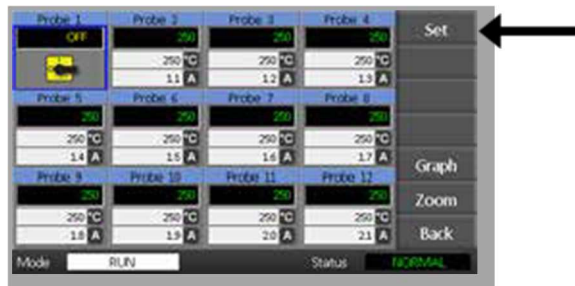 Probe 1 Probe 2 Probe 3 Probe 4 Set
OFF 250 250 250
250 °C 250 °C 250 °C
11 A 12 A 13 A
Probe 5 Probe 6 Probe 7 Probe 8
250 250 250 250
250 °C 250 °C 250 °C 250 °C
14 A 15 A 16 A 17 A Graph
Probe 9 Probe 10 Probe 11 Probe 12
250 250 250 250 Zoom
250 °C 250 °C 250 °C 250 °C
18 A 19 A 20 A 21 A Back
Mode RUN Status NORMAL